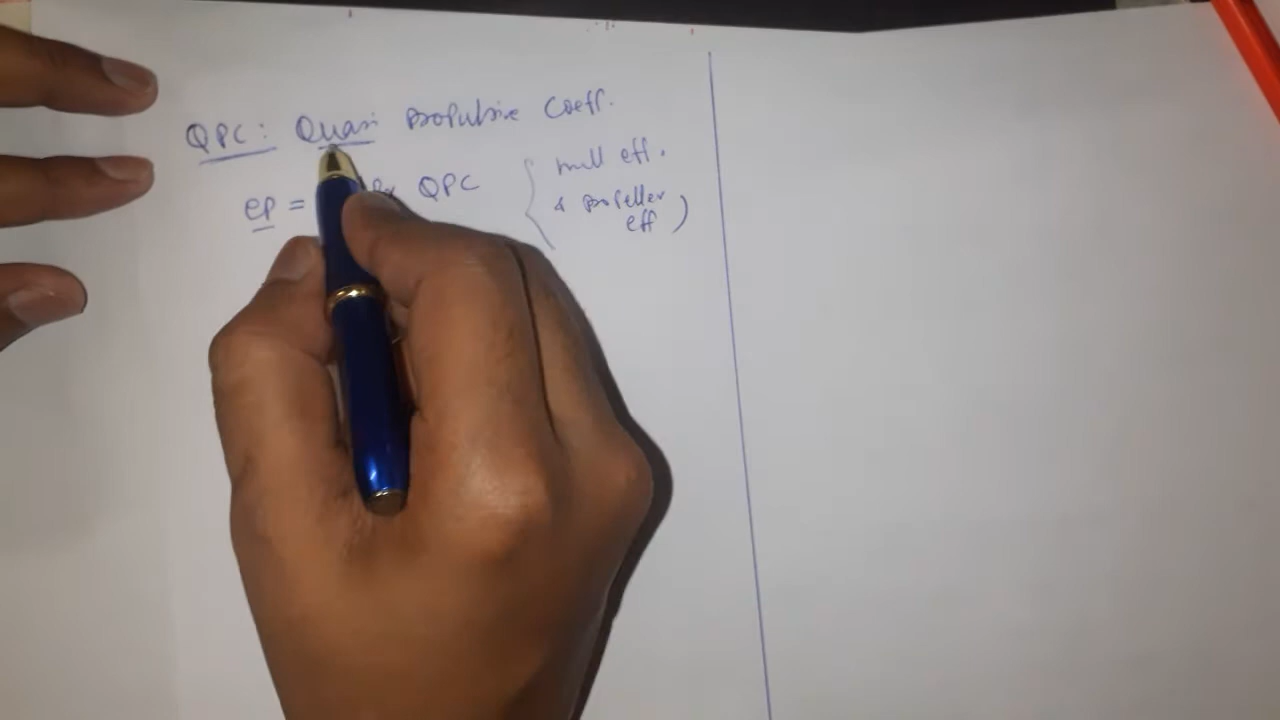 QPC: Quasi Propulsive Coeff.
ep = QPC
{ hull eff.
& propeller
eff )